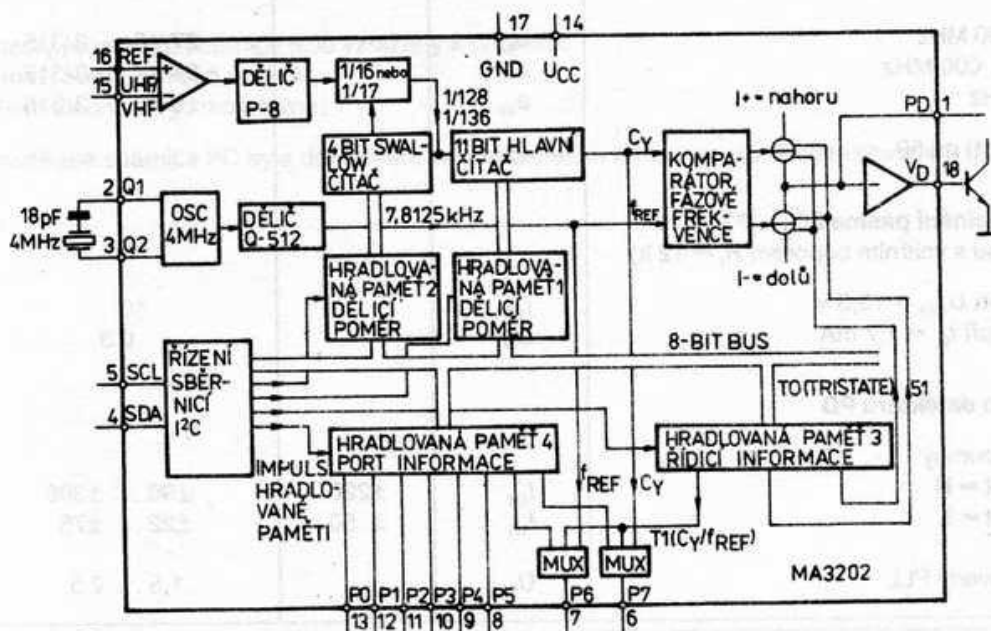 17
14
GND
UCC
16
REF
15
UHF
VHF
+
−
DĚLIČ
P-8
1/16 nebo
1/17
1/128
1/136
I+= nahoru
PD
1
4 BIT SWAL-
LOW
ČÍTAČ
11 BIT HLAVNÍ
ČÍTAČ
CY
KOMPA-
RÁTOR
FÁZOVÉ
FREK-
VENCE
VD
18
2
Q1
18pF
4MHz
3
Q2
OSC
4MHz
DĚLIČ
Q-512
7,8125 kHz
fREF
I−= dolů
HRADLOVA-
NÁ PAMĚŤ 2
DĚLICÍ
POMĚR
HRADLOVA-
NÁ PAMĚŤ 1
DĚLICÍ
POMĚR
8-BIT BUS
5
SCL
4
SDA
ŘÍZENÍ
SBĚR-
NICÍ
I²C
TO (TRISTATE)
51
HRADLOVANÁ PAMĚŤ 4
PORT INFORMACE
HRADLOVANÁ PAMĚŤ 3
ŘÍDICÍ INFORMACE
IMPULS
HRADLO-
VANÉ
PAMĚTI
fREF
CY
T1(CY/fREF)
MUX
MUX
MA3202
P0
P1
P2
P3
P4
P5
P6
P7
13
12
11
10
9
8
7
6